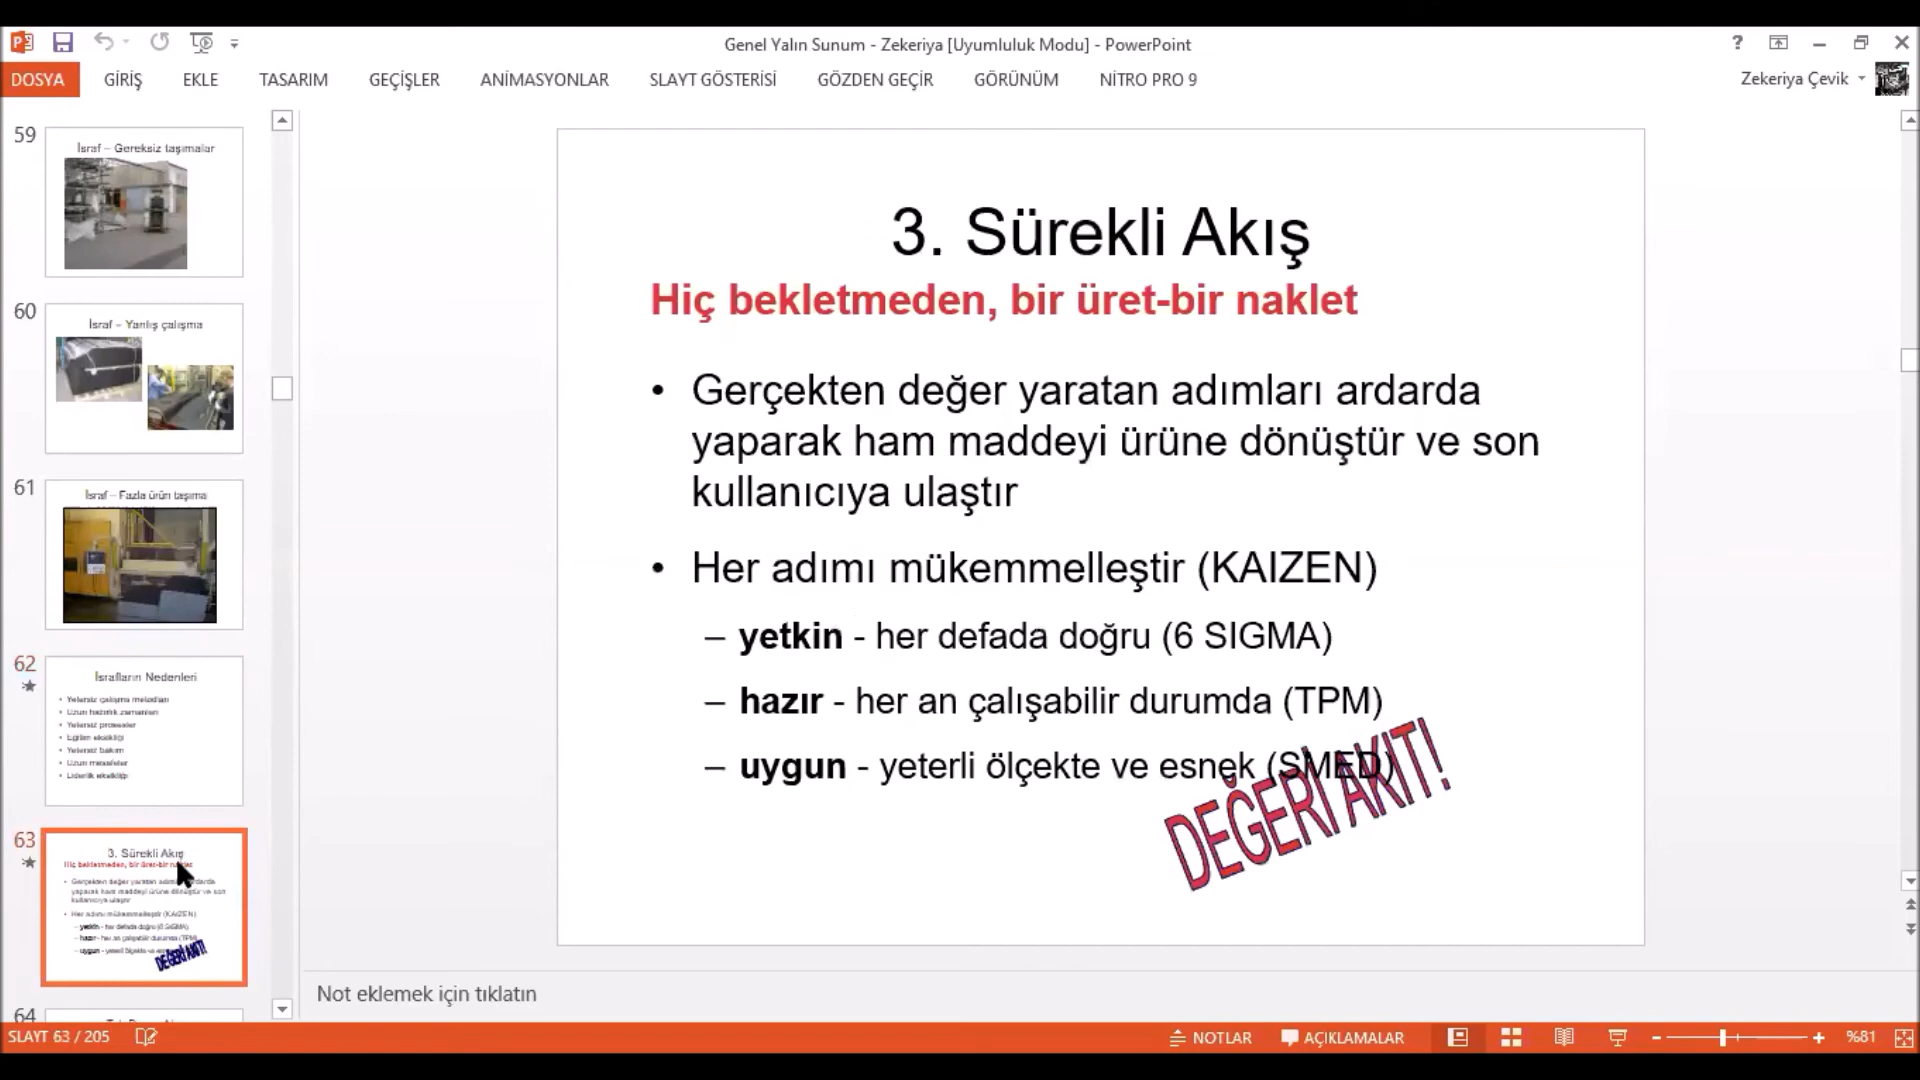 Genel Yalın Sunum - Zekeriya [Uyumluluk Modu] - PowerPoint
DOSYA GİRİŞ EKLE TASARIM GEÇİŞLER ANİMASYONLAR SLAYT GÖSTERİSİ GÖZDEN GEÇİR GÖRÜNÜM NİTRO PRO 9 Zekeriya Çevik
59
İsraf – Gereksiz taşımalar
60
İsraf – Yanlış çalışma
61
İsraf – Fazla ürün taşıma
62
İsrafların Nedenleri
• Yetersiz çalışma metodları
• Uzun hazırlık zamanları
• Yetersiz prosesler
• Eğitim eksikliği
• Yetersiz bakım
• Uzun mesafeler
• Liderlik eksikliği
63
3. Sürekli Akış
Hiç bekletmeden, bir üret-bir naklet
• Gerçekten değer yaratan adımları ardarda
yaparak ham maddeyi ürüne dönüştür ve son
kullanıcıya ulaştır
• Her adımı mükemmelleştir (KAIZEN)
– yetkin - her defada doğru (6 SIGMA)
– hazır - her an çalışabilir durumda (TPM)
– uygun - yeterli ölçekte ve esnek
DEĞERİ AKIT!
64
3. Sürekli Akış
Hiç bekletmeden, bir üret-bir naklet
• Gerçekten değer yaratan adımları ardarda
yaparak ham maddeyi ürüne dönüştür ve son
kullanıcıya ulaştır
• Her adımı mükemmelleştir (KAIZEN)
– yetkin - her defada doğru (6 SIGMA)
– hazır - her an çalışabilir durumda (TPM)
– uygun - yeterli ölçekte ve esnek (SMED)
DEĞERİ AKIT!
Not eklemek için tıklatın
SLAYT 63 / 205 NOTLAR AÇIKLAMALAR %81